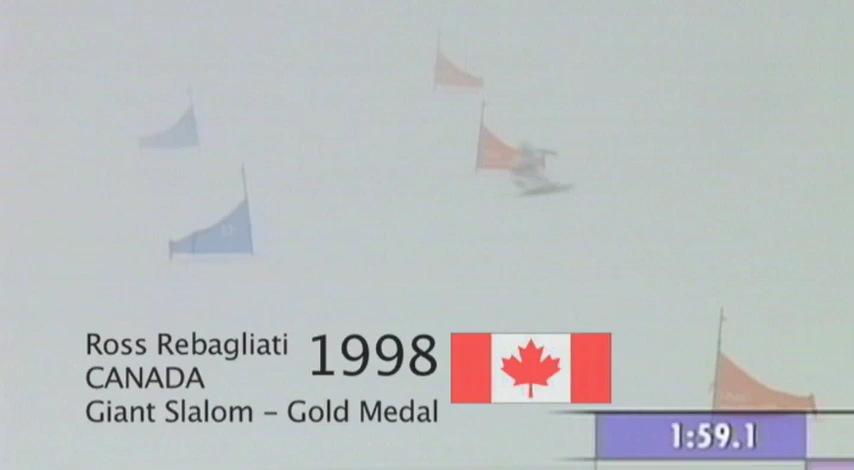 Ross Rebagliati
1998
CANADA
Giant Slalom – Gold Medal
1:59.1